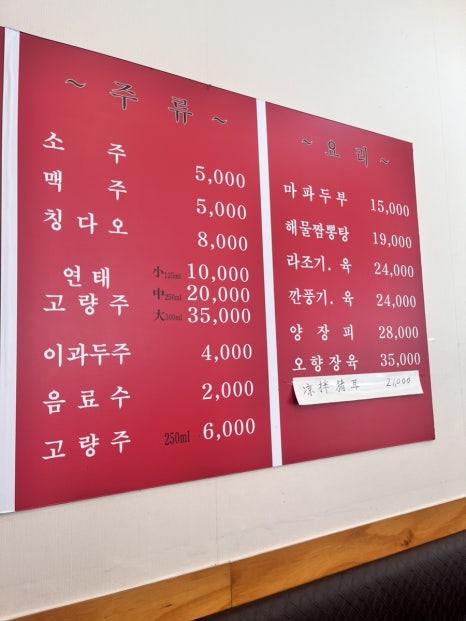 ~ 주 류 ~
소 주 5,000
맥 주 5,000
칭 다 오 8,000
연태 고량주 小125ml 10,000
中250ml 20,000
大500ml 35,000
이과두주 4,000
음 료 수 2,000
고 량 주 250ml 6,000
~ 요 리 ~
마 파 두 부 15,000
해물짬뽕탕 19,000
라조기 . 육 24,000
깐풍기 . 육 24,000
양 장 피 28,000
오 향 장 육 35,000
凉 拌 猪 耳 21,000